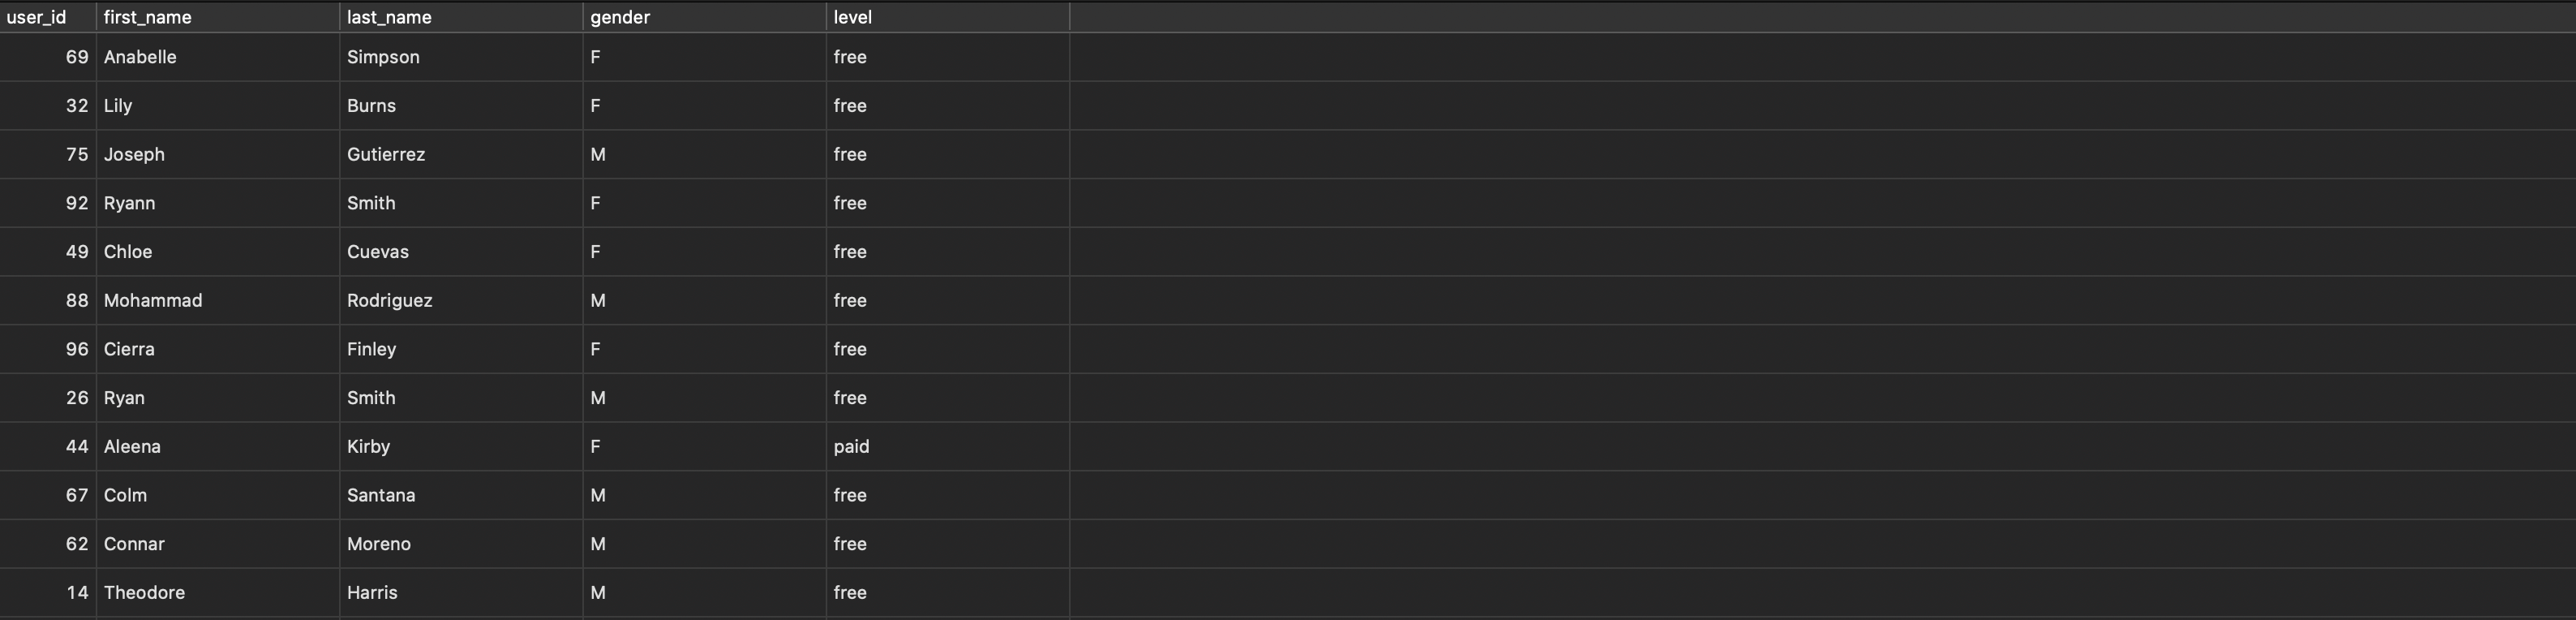 user_id first_name last_name gender level
69 Anabelle Simpson F free
32 Lily Burns F free
75 Joseph Gutierrez M free
92 Ryann Smith F free
49 Chloe Cuevas F free
88 Mohammad Rodriguez M free
96 Cierra Finley F free
26 Ryan Smith M free
44 Aleena Kirby F paid
67 Colm Santana M free
62 Connar Moreno M free
14 Theodore Harris M free